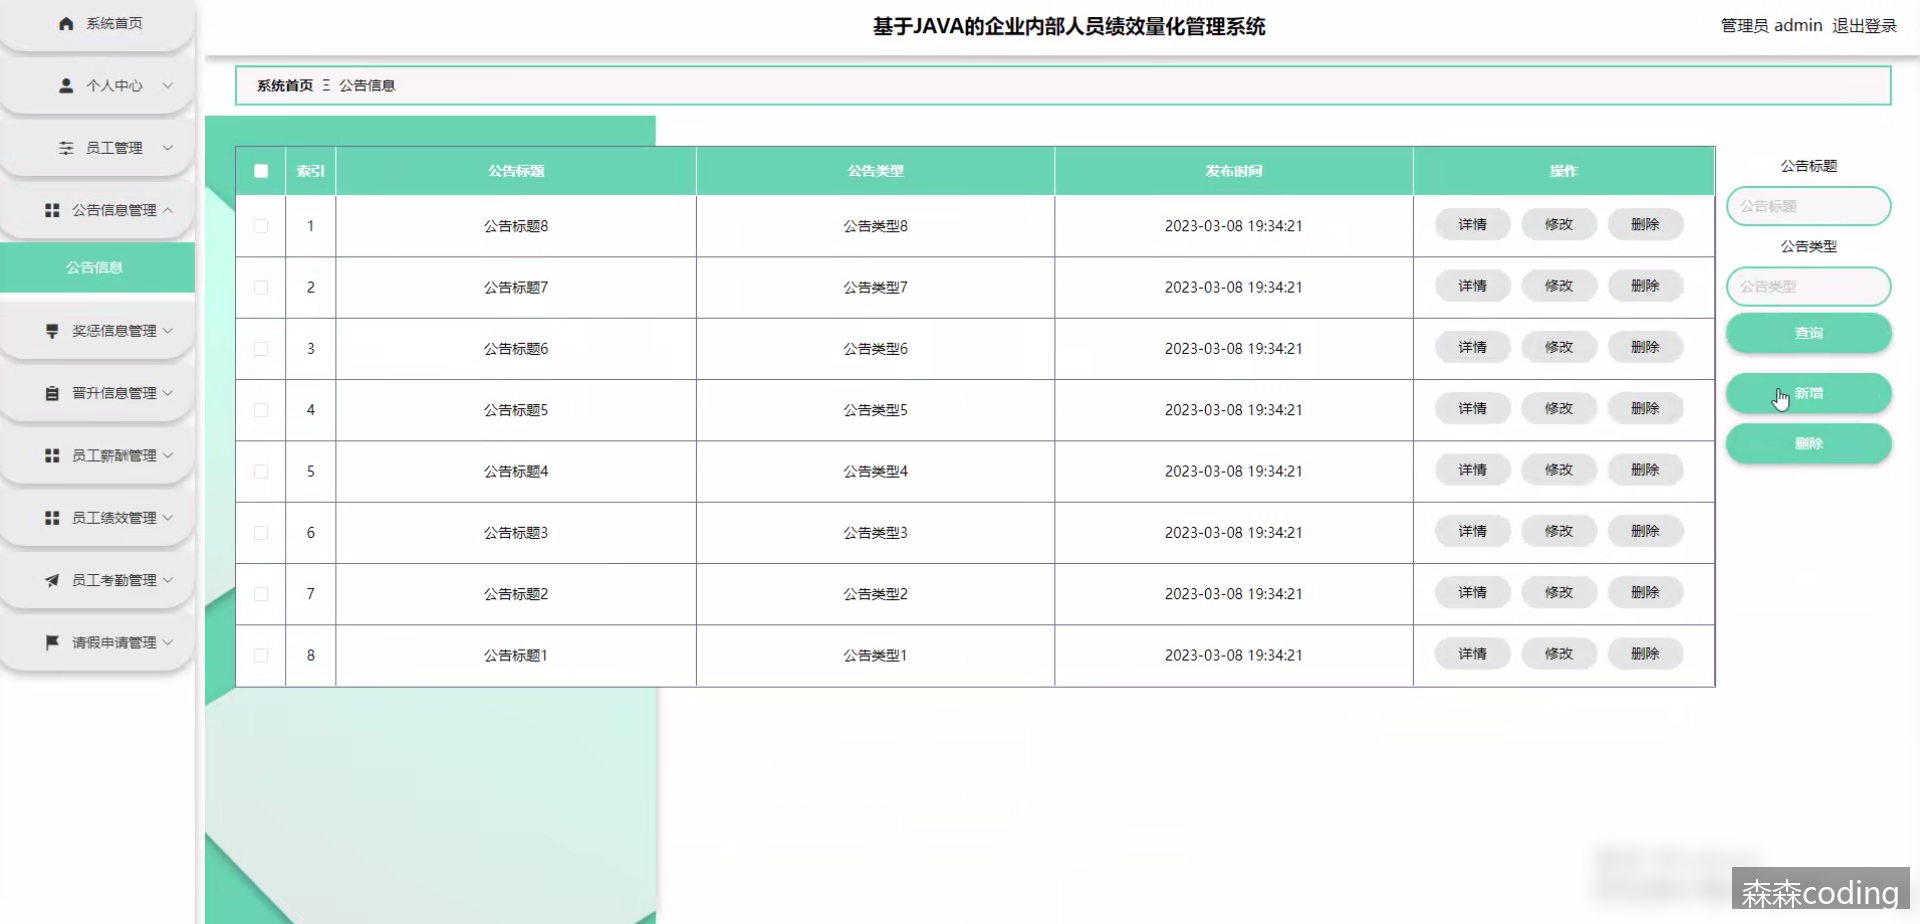 系统首页
个人中心
员工管理
公告信息管理
公告信息
奖惩信息管理
晋升信息管理
员工薪酬管理
员工绩效管理
员工考勤管理
请假申请管理
基于JAVA的企业内部人员绩效量化管理系统
管理员 admin 退出登录
系统首页 Ξ 公告信息
索引 公告标题 公告类型 发布时间 操作
1 公告标题8 公告类型8 2023-03-08 19:34:21 详情 修改 删除
2 公告标题7 公告类型7 2023-03-08 19:34:21 详情 修改 删除
3 公告标题6 公告类型6 2023-03-08 19:34:21 详情 修改 删除
4 公告标题5 公告类型5 2023-03-08 19:34:21 详情 修改 删除
5 公告标题4 公告类型4 2023-03-08 19:34:21 详情 修改 删除
6 公告标题3 公告类型3 2023-03-08 19:34:21 详情 修改 删除
7 公告标题2 公告类型2 2023-03-08 19:34:21 详情 修改 删除
8 公告标题1 公告类型1 2023-03-08 19:34:21 详情 修改 删除
公告标题
公告标题
公告类型
公告类型
查询
新增
删除
森森coding